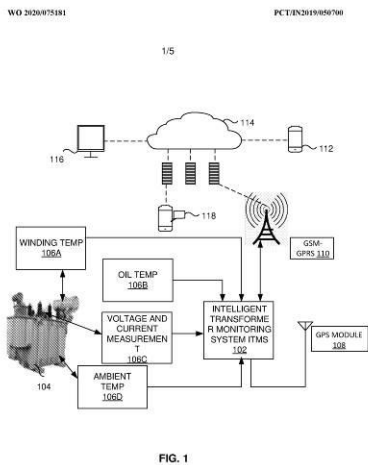 WO 2020/075181
PCT/IN2019/050700
1/5
114
116
112
118
WINDING TEMP
106A
GSM-
GPRS 110
OIL TEMP
106B
VOLTAGE AND
CURRENT
MEASUREMEN
T
106C
INTELLIGENT
TRANSFORME
R MONITORING
SYSTEM ITMS
102
GPS MODULE
108
104
AMBIENT
TEMP
106D
FIG. 1